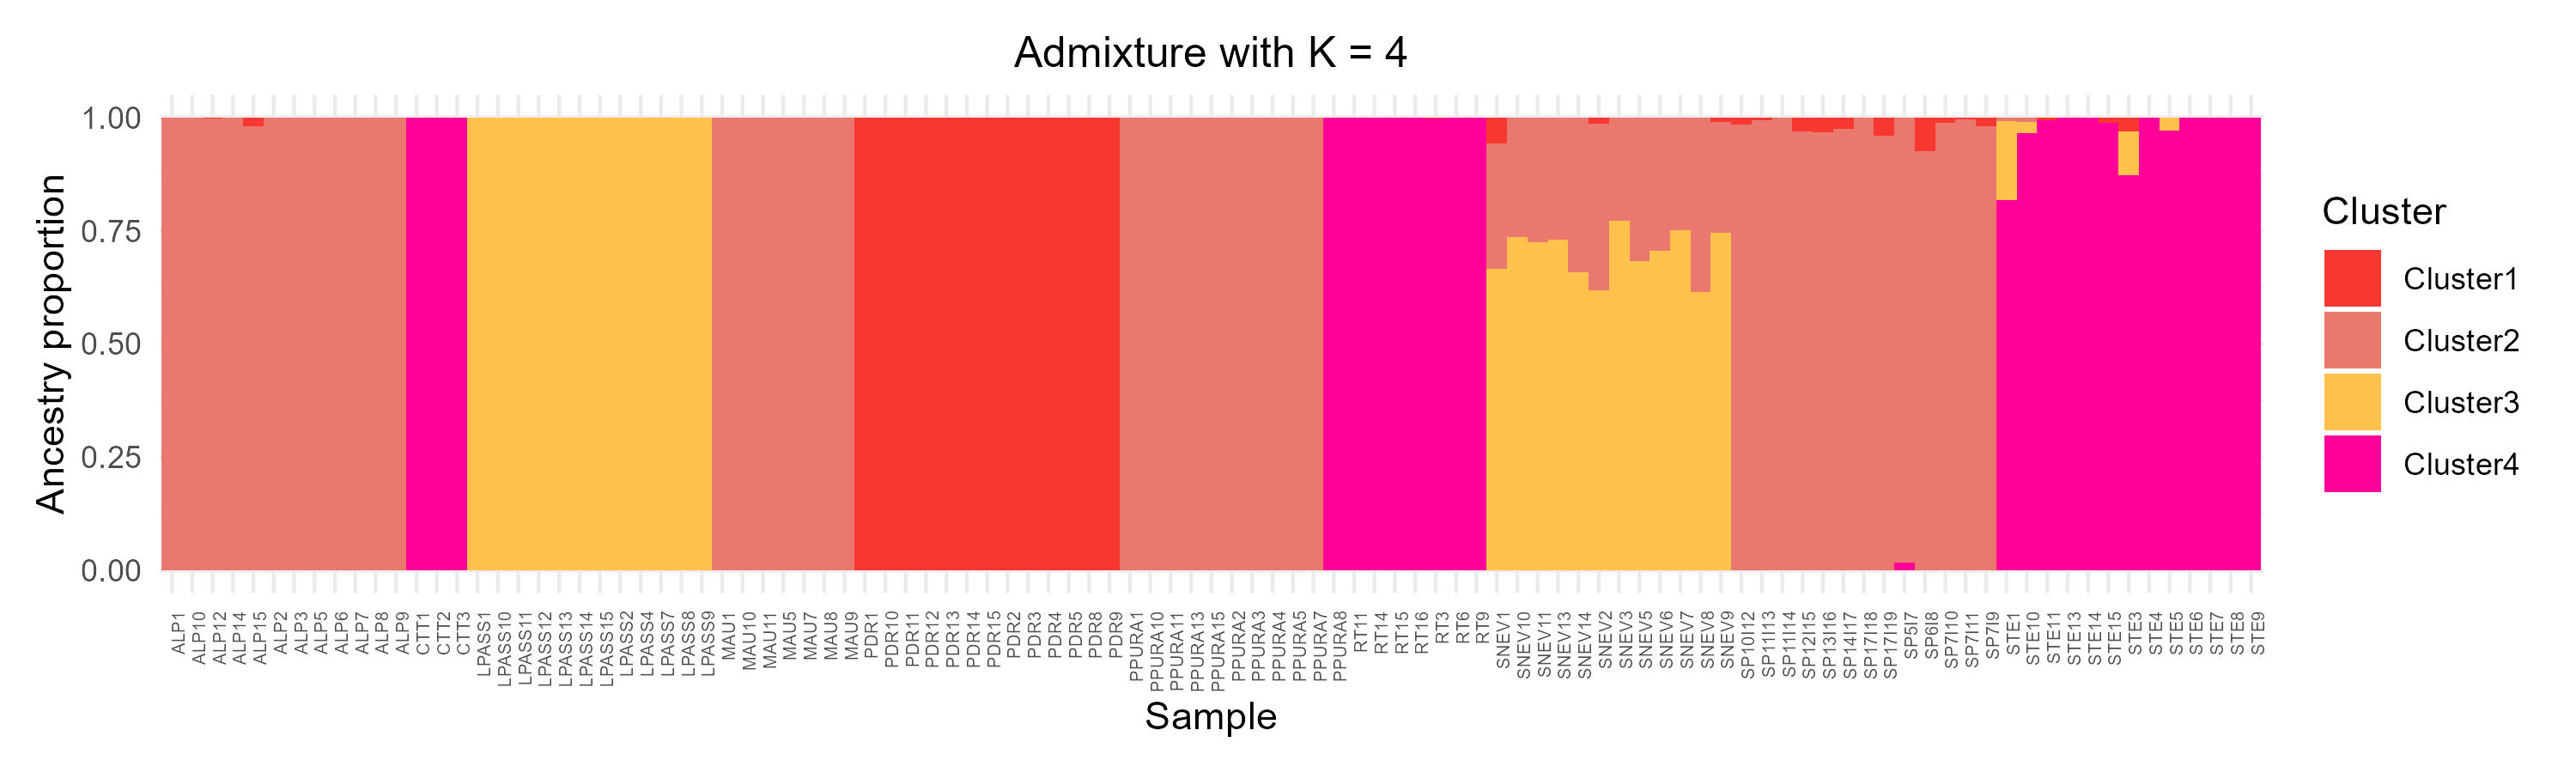 Admixture with K = 4
Ancestry proportion
1.00
0.75
0.50
0.25
0.00
ALP1
ALP10
ALP12
ALP14
ALP15
ALP2
ALP3
ALP5
ALP6
ALP7
ALP8
ALP9
CTT1
CTT2
CTT3
LPASS1
LPASS10
LPASS11
LPASS12
LPASS13
LPASS14
LPASS15
LPASS2
LPASS4
LPASS7
LPASS8
LPASS9
MAU1
MAU10
MAU11
MAU5
MAU7
MAU8
MAU9
PDR1
PDR10
PDR11
PDR12
PDR13
PDR14
PDR15
PDR2
PDR3
PDR4
PDR5
PDR8
PDR9
PPURA1
PPURA10
PPURA11
PPURA13
PPURA15
PPURA2
PPURA3
PPURA4
PPURA5
PPURA7
PPURA8
RT11
RT14
RT15
RT16
RT3
RT6
RT9
SNEV1
SNEV10
SNEV11
SNEV13
SNEV14
SNEV2
SNEV3
SNEV5
SNEV6
SNEV7
SNEV8
SNEV9
SP10I12
SP11I13
SP11I14
SP12I15
SP13I16
SP14I17
SP17I18
SP17I19
SP5I7
SP6I8
SP7I10
SP7I11
SP7I9
STE1
STE10
STE11
STE13
STE14
STE15
STE3
STE4
STE5
STE6
STE7
STE8
STE9
Sample
Cluster
Cluster1
Cluster2
Cluster3
Cluster4